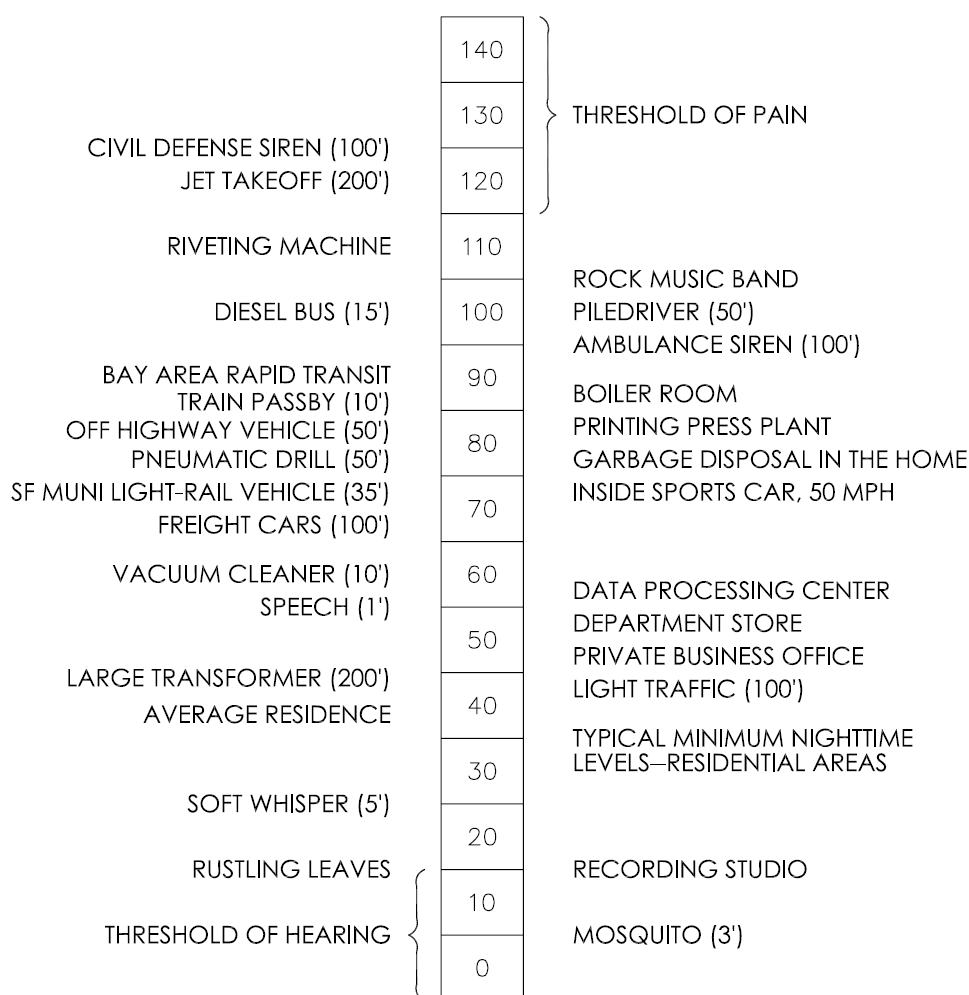 140
130
THRESHOLD OF PAIN
CIVIL DEFENSE SIREN (100')
JET TAKEOFF (200')
120
RIVETING MACHINE
110
ROCK MUSIC BAND
DIESEL BUS (15')
100
PILEDRIVER (50')
AMBULANCE SIREN (100')
BAY AREA RAPID TRANSIT
TRAIN PASSBY (10')
90
BOILER ROOM
OFF HIGHWAY VEHICLE (50')
PNEUMATIC DRILL (50')
80
PRINTING PRESS PLANT
GARBAGE DISPOSAL IN THE HOME
SF MUNI LIGHT-RAIL VEHICLE (35')
FREIGHT CARS (100')
70
INSIDE SPORTS CAR, 50 MPH
VACUUM CLEANER (10')
SPEECH (1')
60
DATA PROCESSING CENTER
DEPARTMENT STORE
50
PRIVATE BUSINESS OFFICE
LARGE TRANSFORMER (200')
LIGHT TRAFFIC (100')
AVERAGE RESIDENCE
40
TYPICAL MINIMUM NIGHTTIME
LEVELS—RESIDENTIAL AREAS
30
SOFT WHISPER (5')
20
RUSTLING LEAVES
RECORDING STUDIO
10
THRESHOLD OF HEARING
MOSQUITO (3')
0